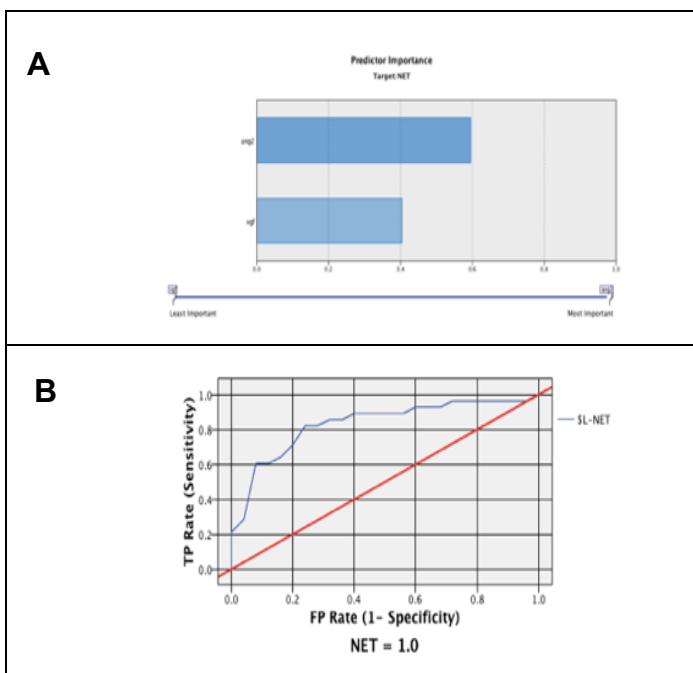 A
Predictor Importance
Target: NET
ang2
vgf
0.0 0.2 0.4 0.6 0.8 1.0
Least Important Most Important
B
TP Rate (Sensitivity)
1.0
0.8
0.6
0.4
0.2
0.0
SL-NET
0.0 0.2 0.4 0.6 0.8 1.0
FP Rate (1- Specificity)
NET = 1.0